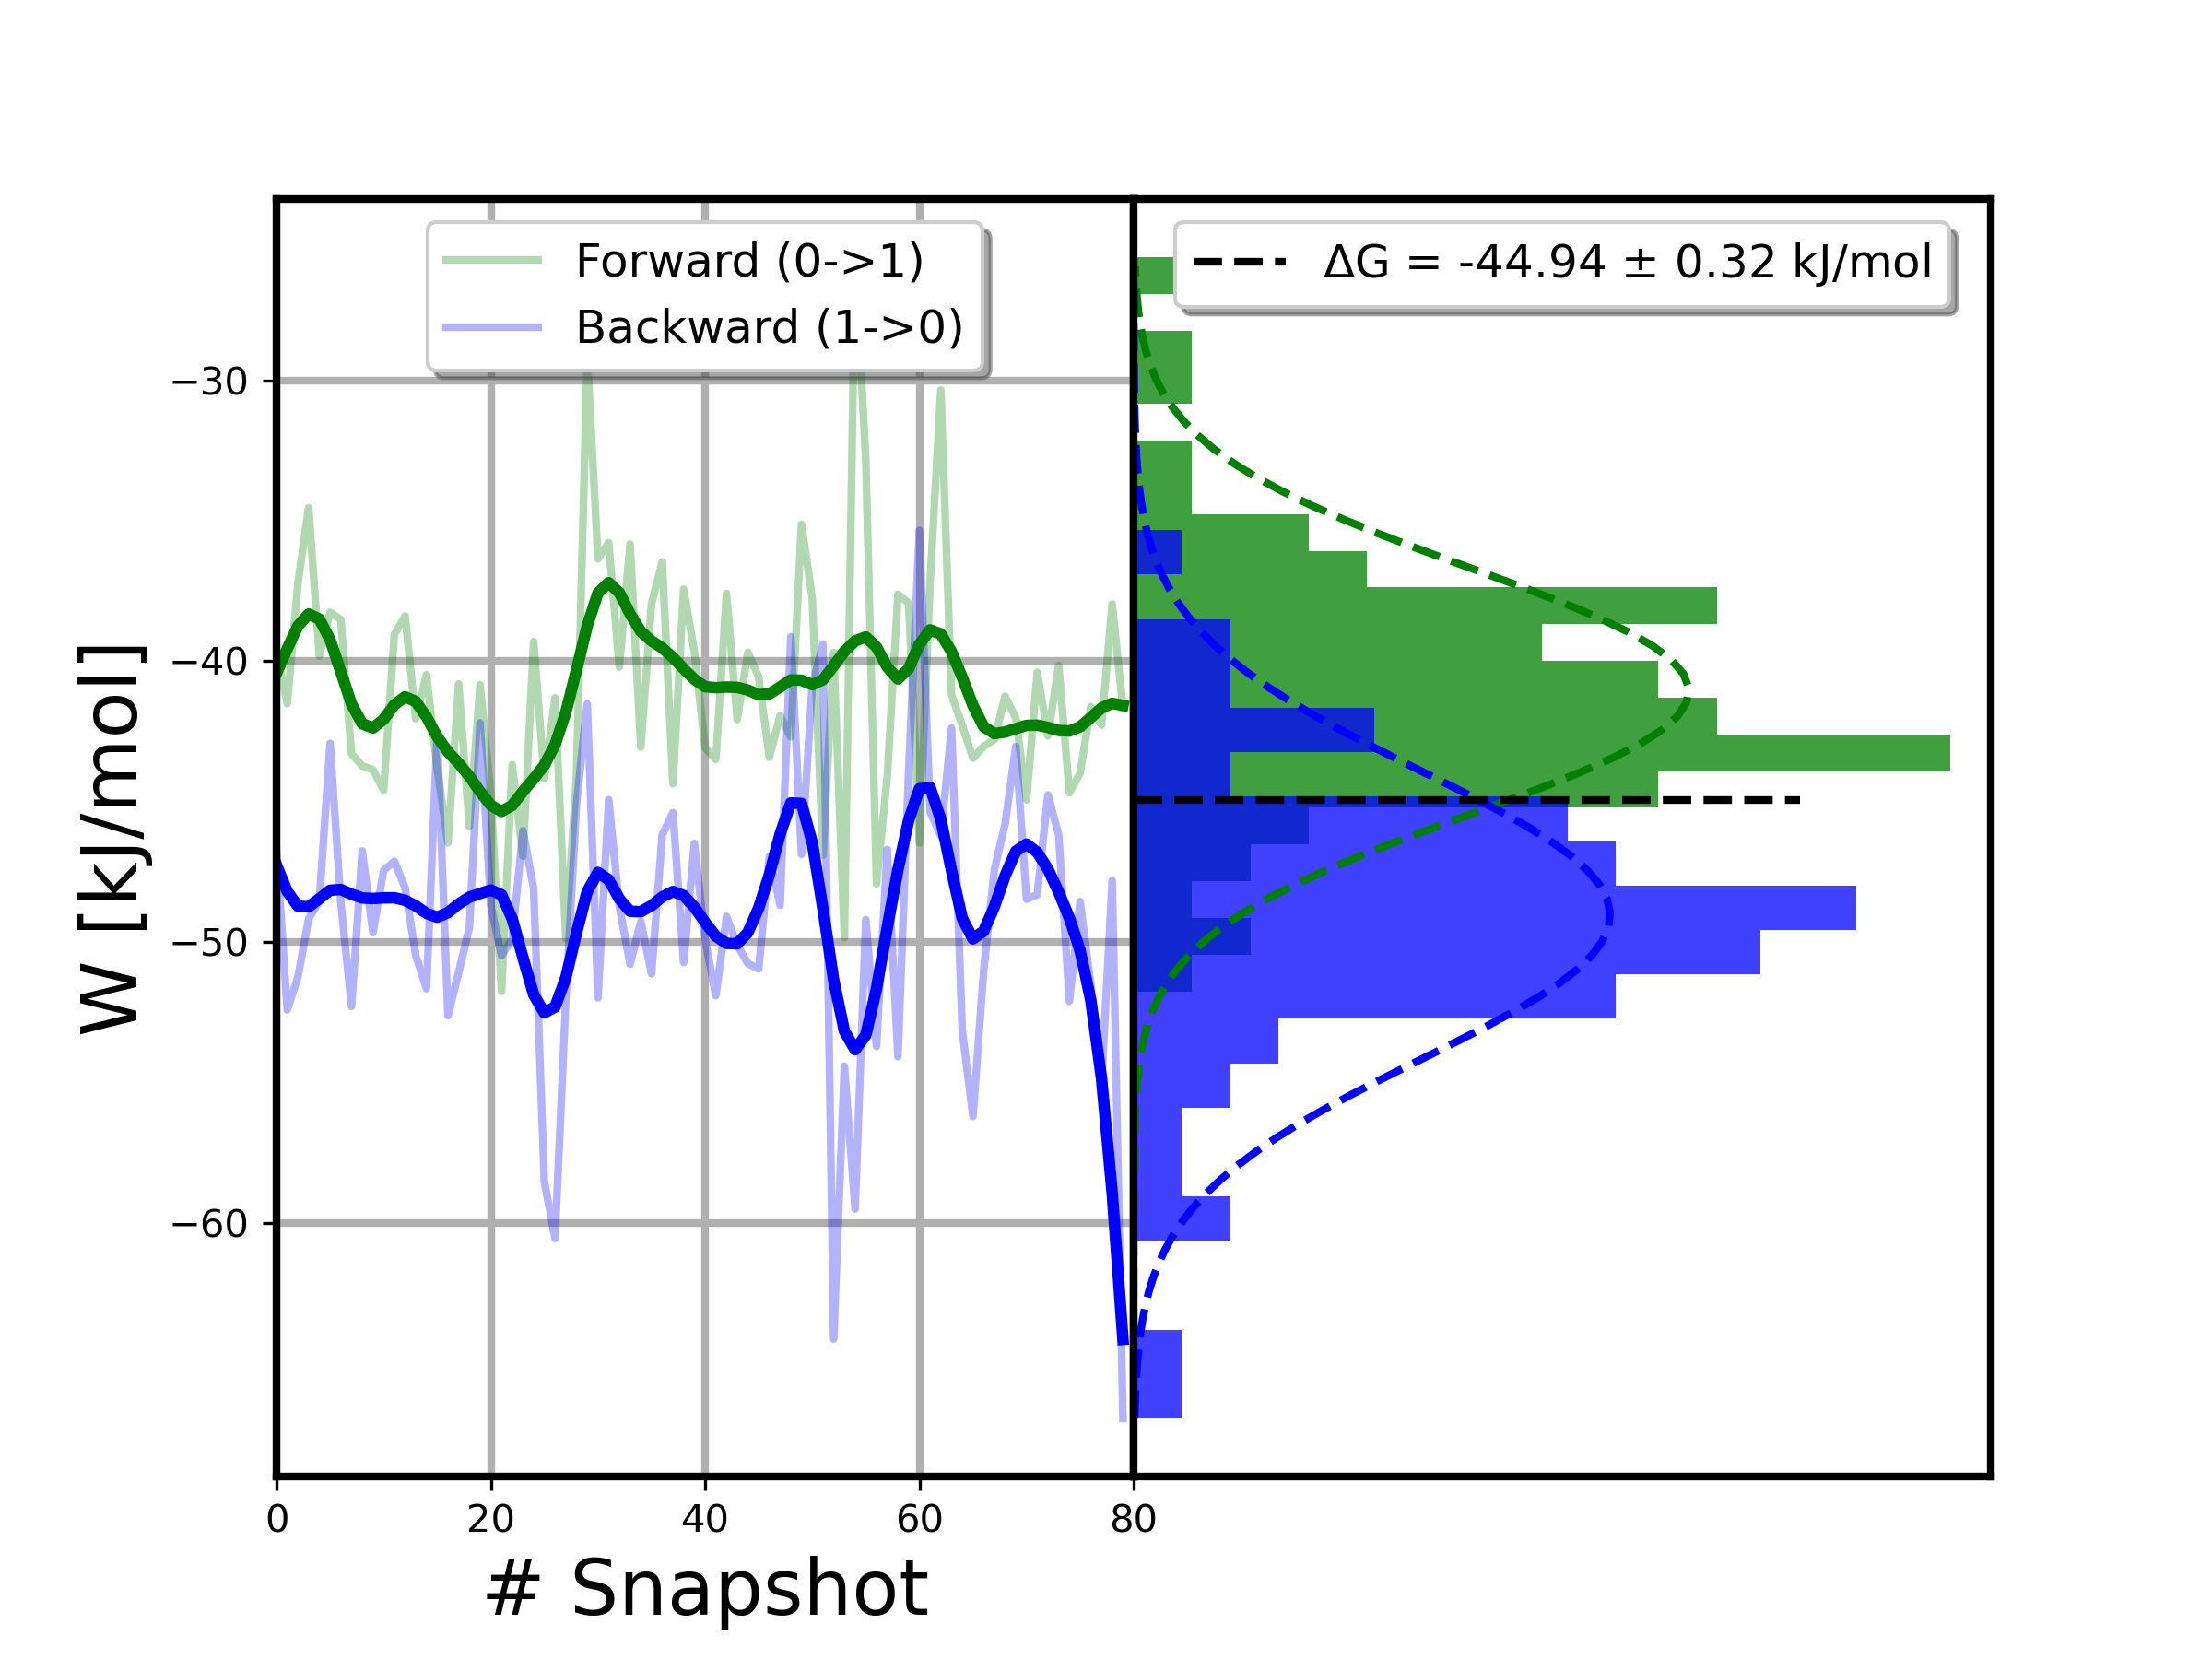 Forward (0->1)
Backward (1->0)
ΔG = -44.94 ± 0.32 kJ/mol
W [kJ/mol]
−30
−40
−50
−60
0 20 40 60 80
# Snapshot